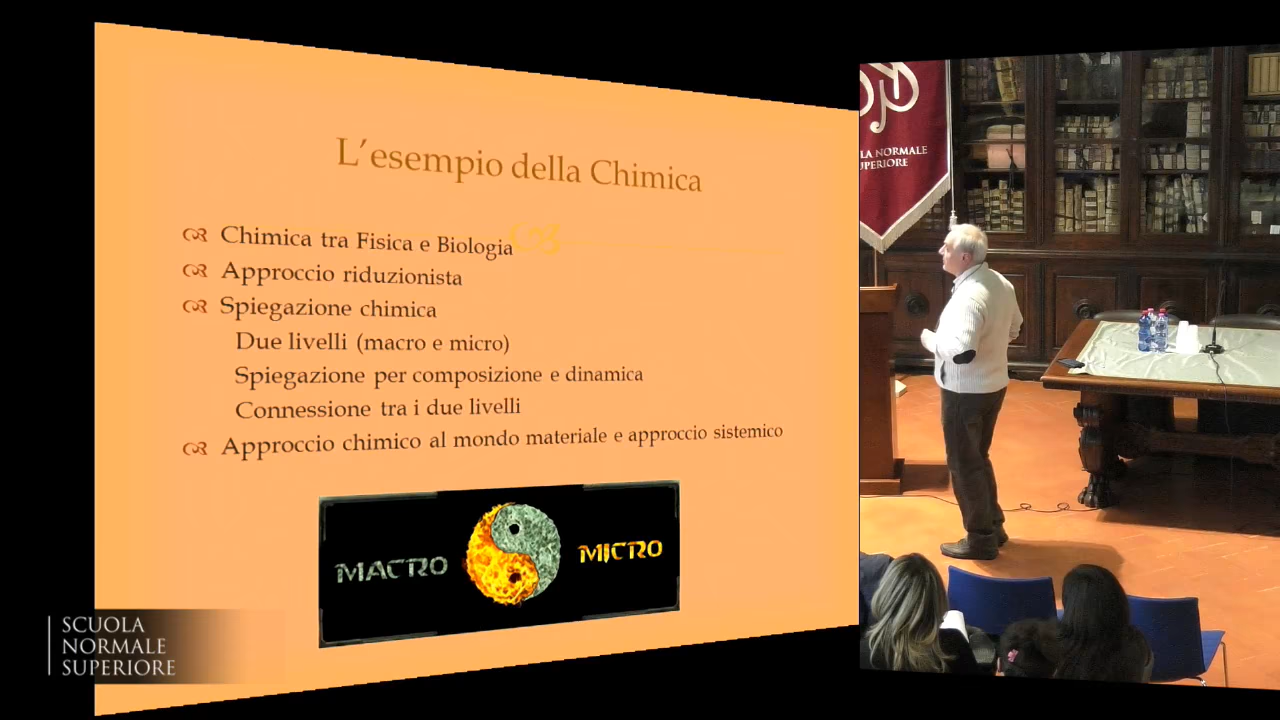 L'esempio della Chimica
Chimica tra Fisica e Biologia
Approccio riduzionista
Spiegazione chimica
Due livelli (macro e micro)
Spiegazione per composizione e dinamica
Connessione tra i due livelli
Approccio chimico al mondo materiale e approccio sistemico
MACRO
MICRO
SCUOLA
NORMALE
SUPERIORE
LA NORMALE
PERIORE